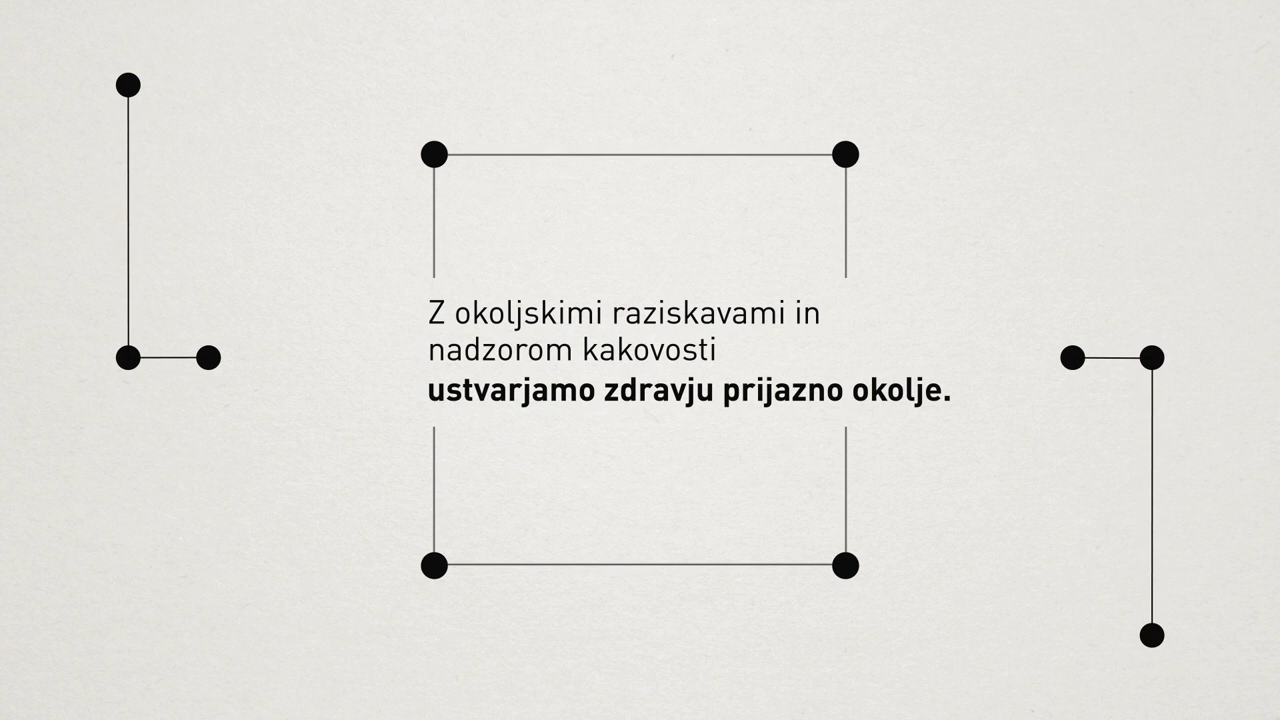 Z okoljskimi raziskavami in
nadzorom kakovosti
ustvarjamo zdravju prijazno okolje.